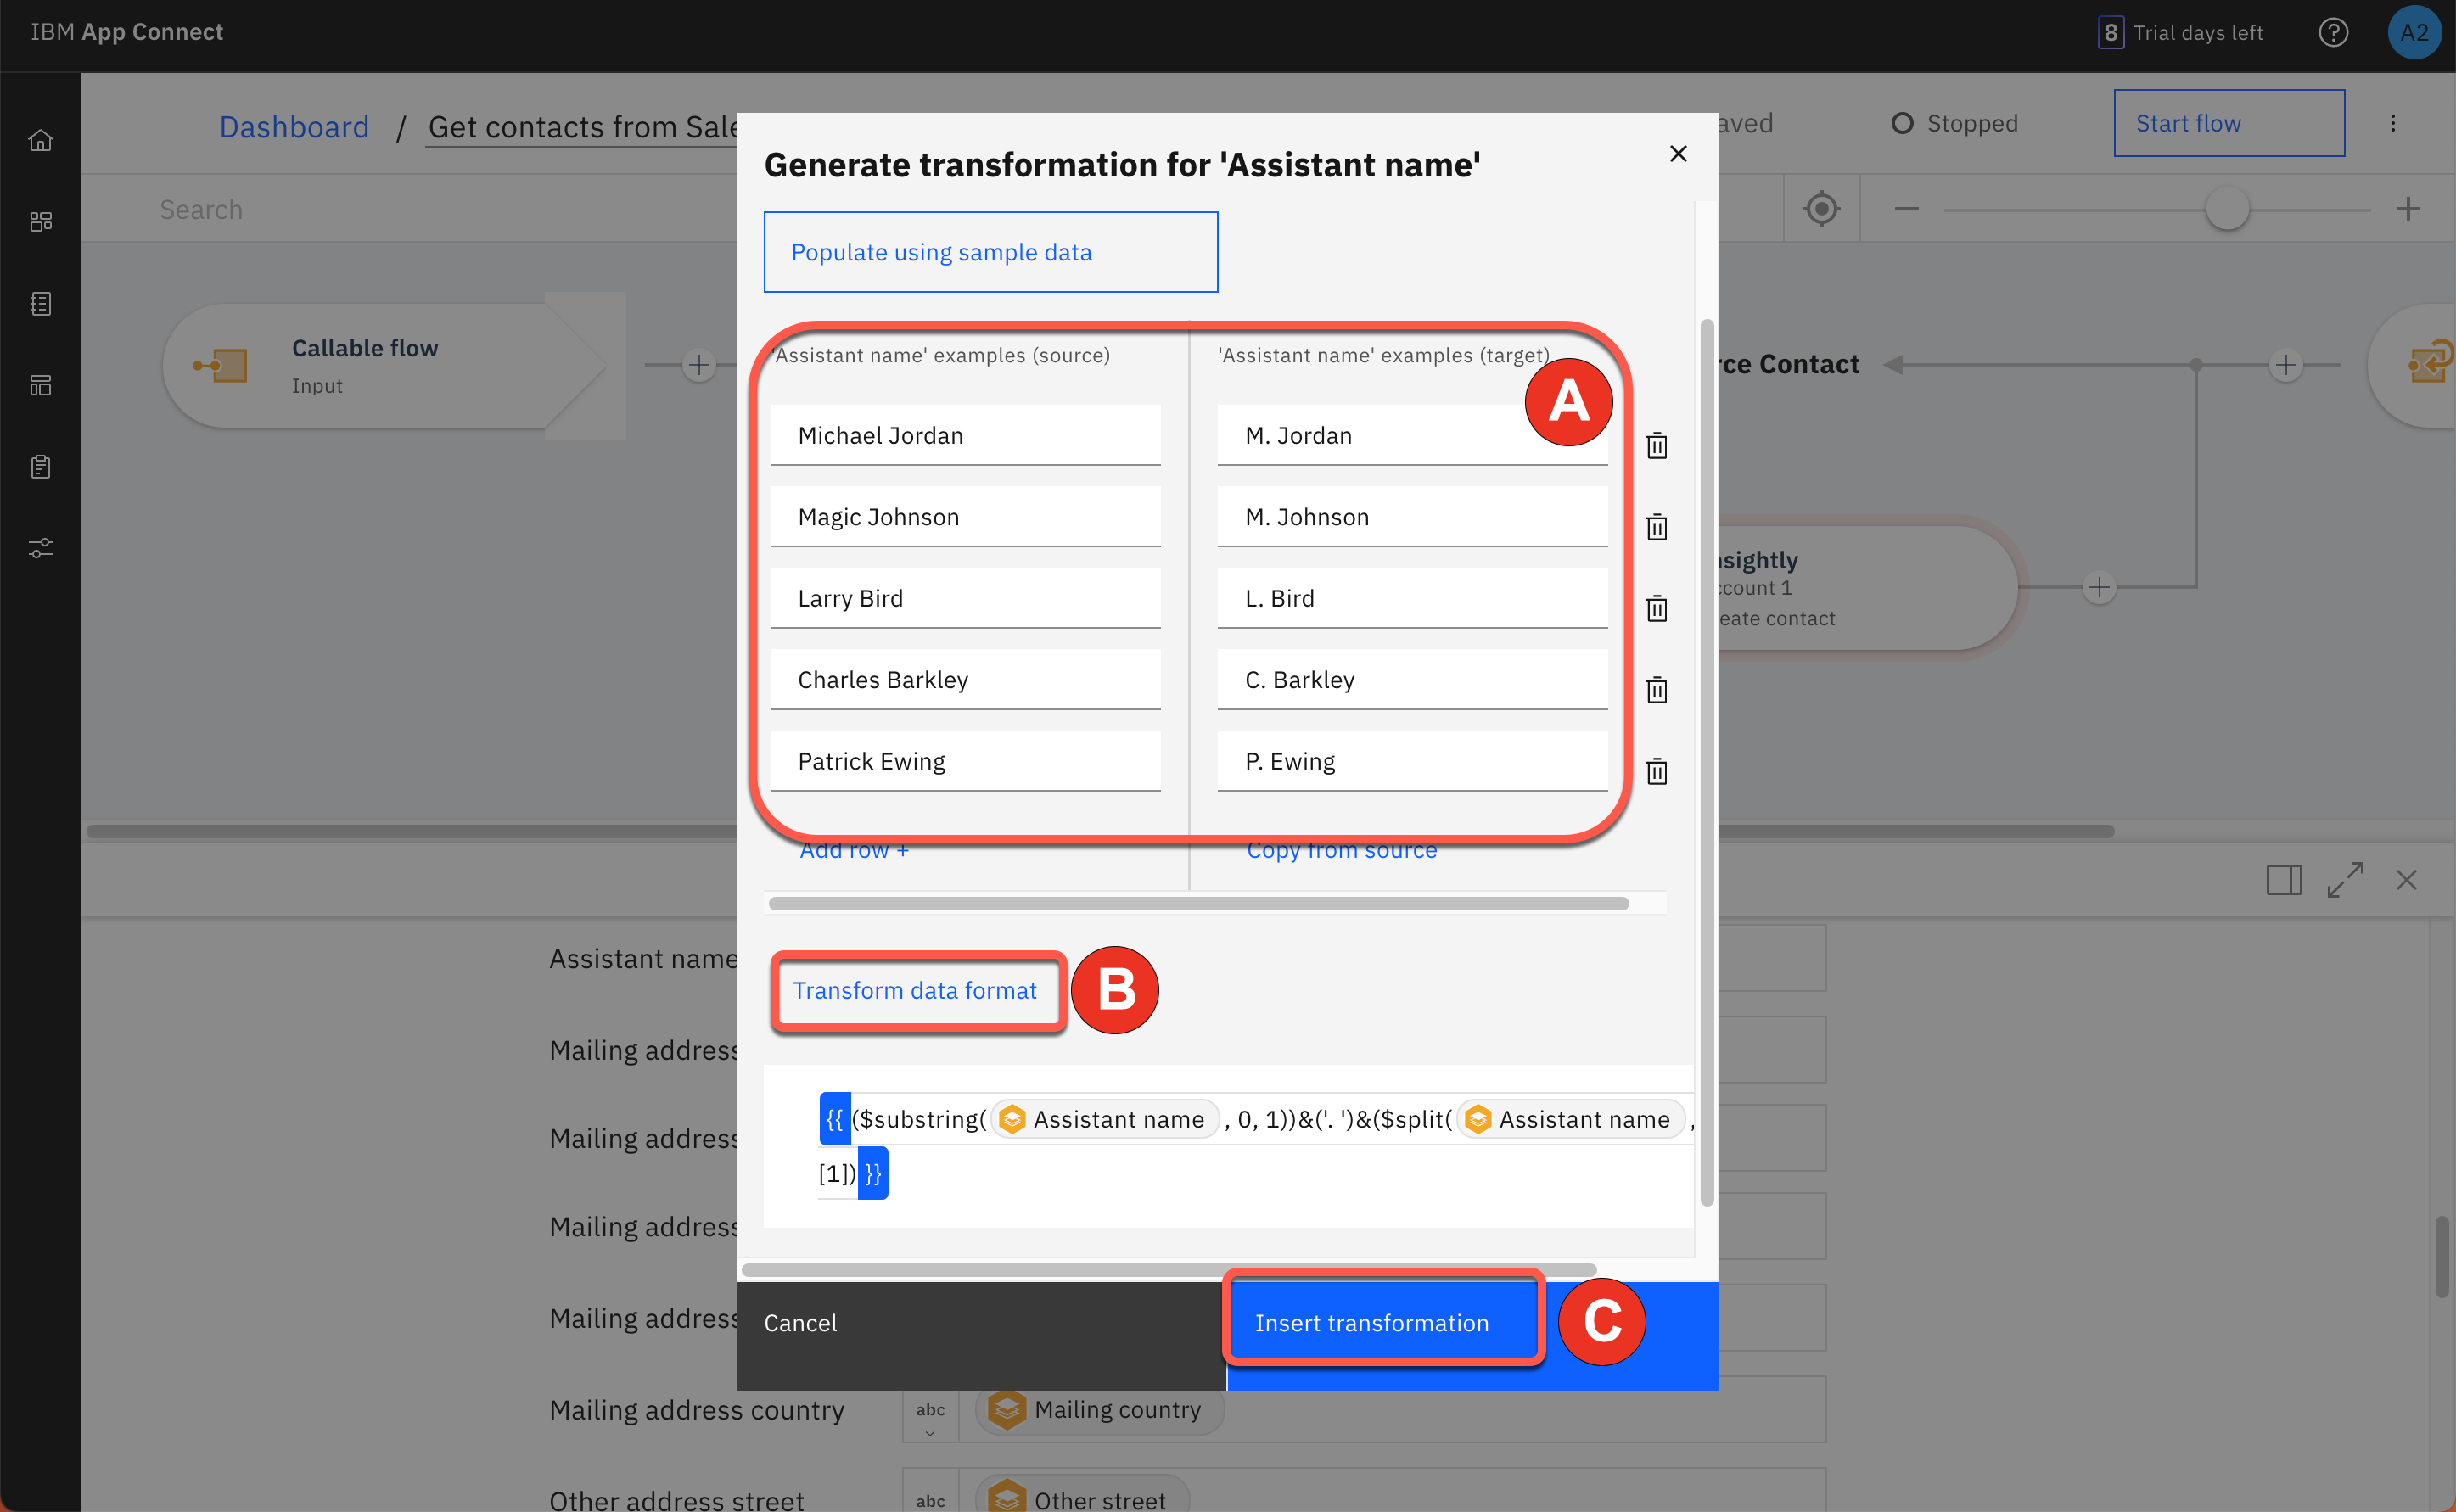 IBM App Connect
8 Trial days left
A2
Dashboard / Get contacts from Sale
aved
Stopped
Start flow
Search
Generate transformation for 'Assistant name'
Populate using sample data
Callable flow
Input
rce Contact
'Assistant name' examples (source)
'Assistant name' examples (target)
A
Michael Jordan
M. Jordan
Magic Johnson
M. Johnson
Larry Bird
L. Bird
Charles Barkley
C. Barkley
Patrick Ewing
P. Ewing
nsightly
ccount 1
eate contact
Add row +
Copy from source
Transform data format
B
{{($substring( Assistant name , 0, 1))&('. ')&($split( Assistant name ,
[1])}}
Cancel
Insert transformation
C
Assistant name
Mailing address
Mailing address
Mailing address
Mailing address
Mailing address country
abc
Mailing country
Other address street
abc
Other street